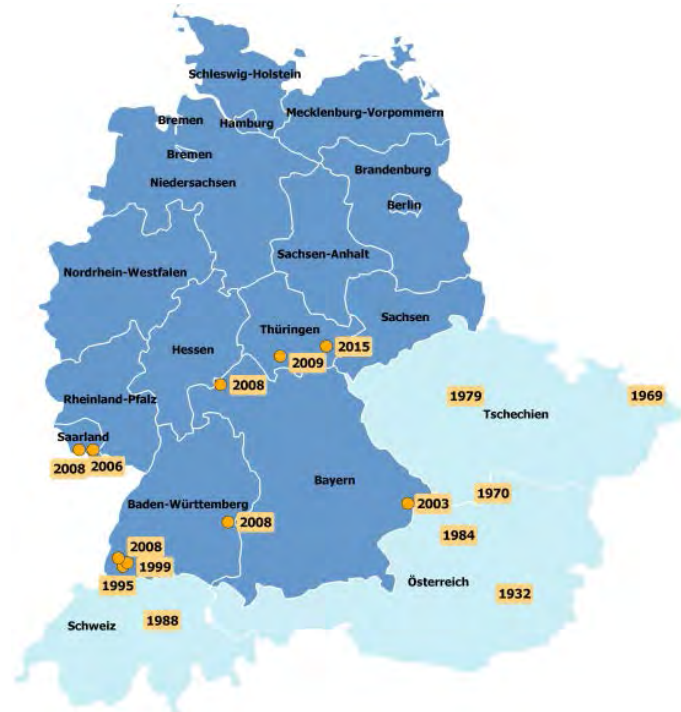 Schleswig-Holstein
Mecklenburg-Vorpommern
Bremen
Hamburg
Bremen
Brandenburg
Niedersachsen
Berlin
Sachsen-Anhalt
Nordrhein-Westfalen
Sachsen
Thüringen
2015
Hessen
2009
2008
1979
1969
Rheinland-Pfalz
Tschechien
Saarland
2008
2006
Bayern
1970
Baden-Württemberg
2003
2008
1984
2008
1999
1995
Österreich
1932
Schweiz
1988